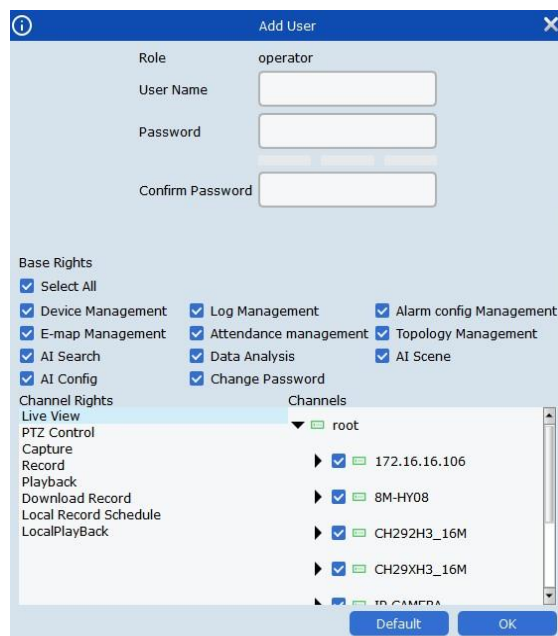 Add User
Role operator
User Name
Password
Confirm Password
Base Rights
Select All
Device Management Log Management Alarm config Management
E-map Management Attendance management Topology Management
AI Search Data Analysis AI Scene
AI Config Change Password
Channel Rights Channels
Live View
PTZ Control
Capture
Record
Playback
Download Record
Local Record Schedule
LocalPlayBack
root
172.16.16.106
8M-HY08
CH292H3_16M
CH29XH3_16M
IP CAMERA
Default OK